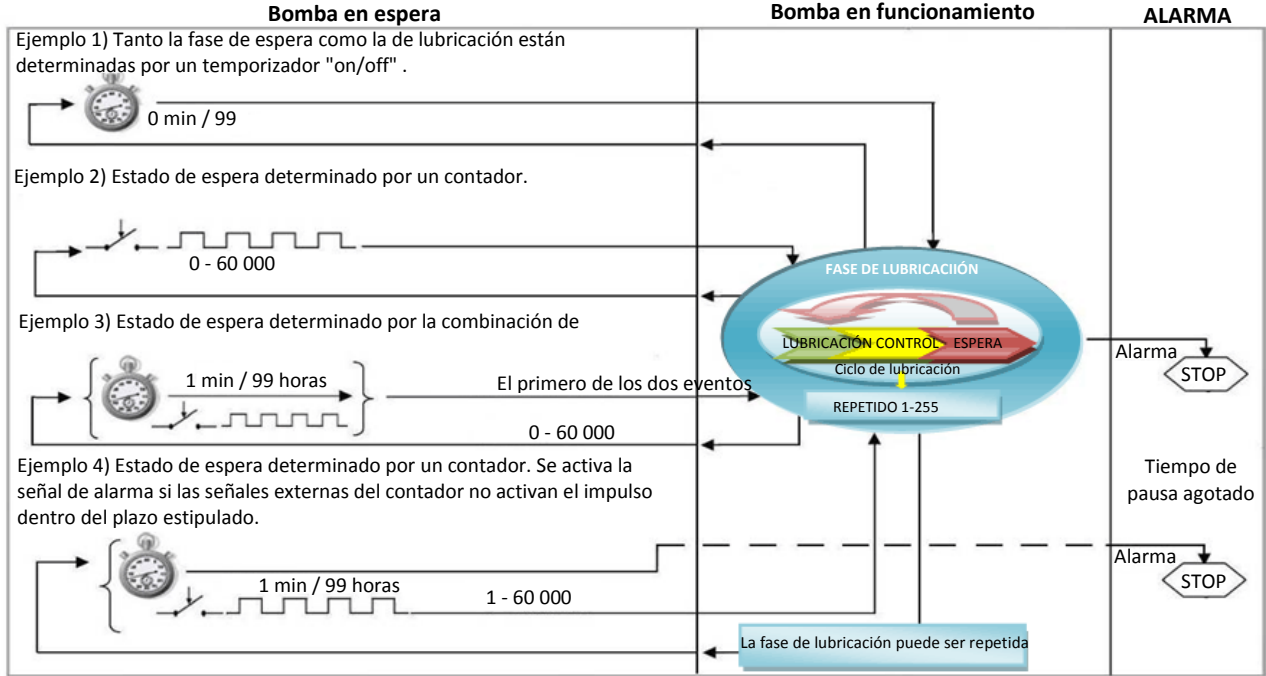 Bomba en espera
Bomba en funcionamiento
ALARMA
Ejemplo 1) Tanto la fase de espera como la de lubricación están
determinadas por un temporizador "on/off" .
0 min / 99
Ejemplo 2) Estado de espera determinado por un contador.
0 - 60 000
FASE DE LUBRICACIIÓN
Ejemplo 3) Estado de espera determinado por la combinación de
LUBRICACIÓN CONTROL ESPERA
Ciclo de lubricación
Alarma
STOP
1 min / 99 horas
El primero de los dos eventos
REPETIDO 1-255
0 - 60 000
Ejemplo 4) Estado de espera determinado por un contador. Se activa la
señal de alarma si las señales externas del contador no activan el impulso
dentro del plazo estipulado.
Tiempo de
pausa agotado
Alarma
STOP
1 min / 99 horas
1 - 60 000
La fase de lubricación puede ser repetida